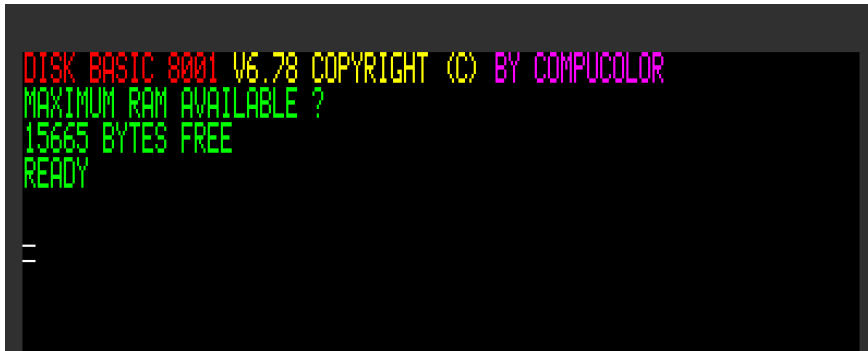 DISK BASIC 8001 V6.78 COPYRIGHT (C) BY COMPUCOLOR
MAXIMUM RAM AVAILABLE ?
15665 BYTES FREE
READY